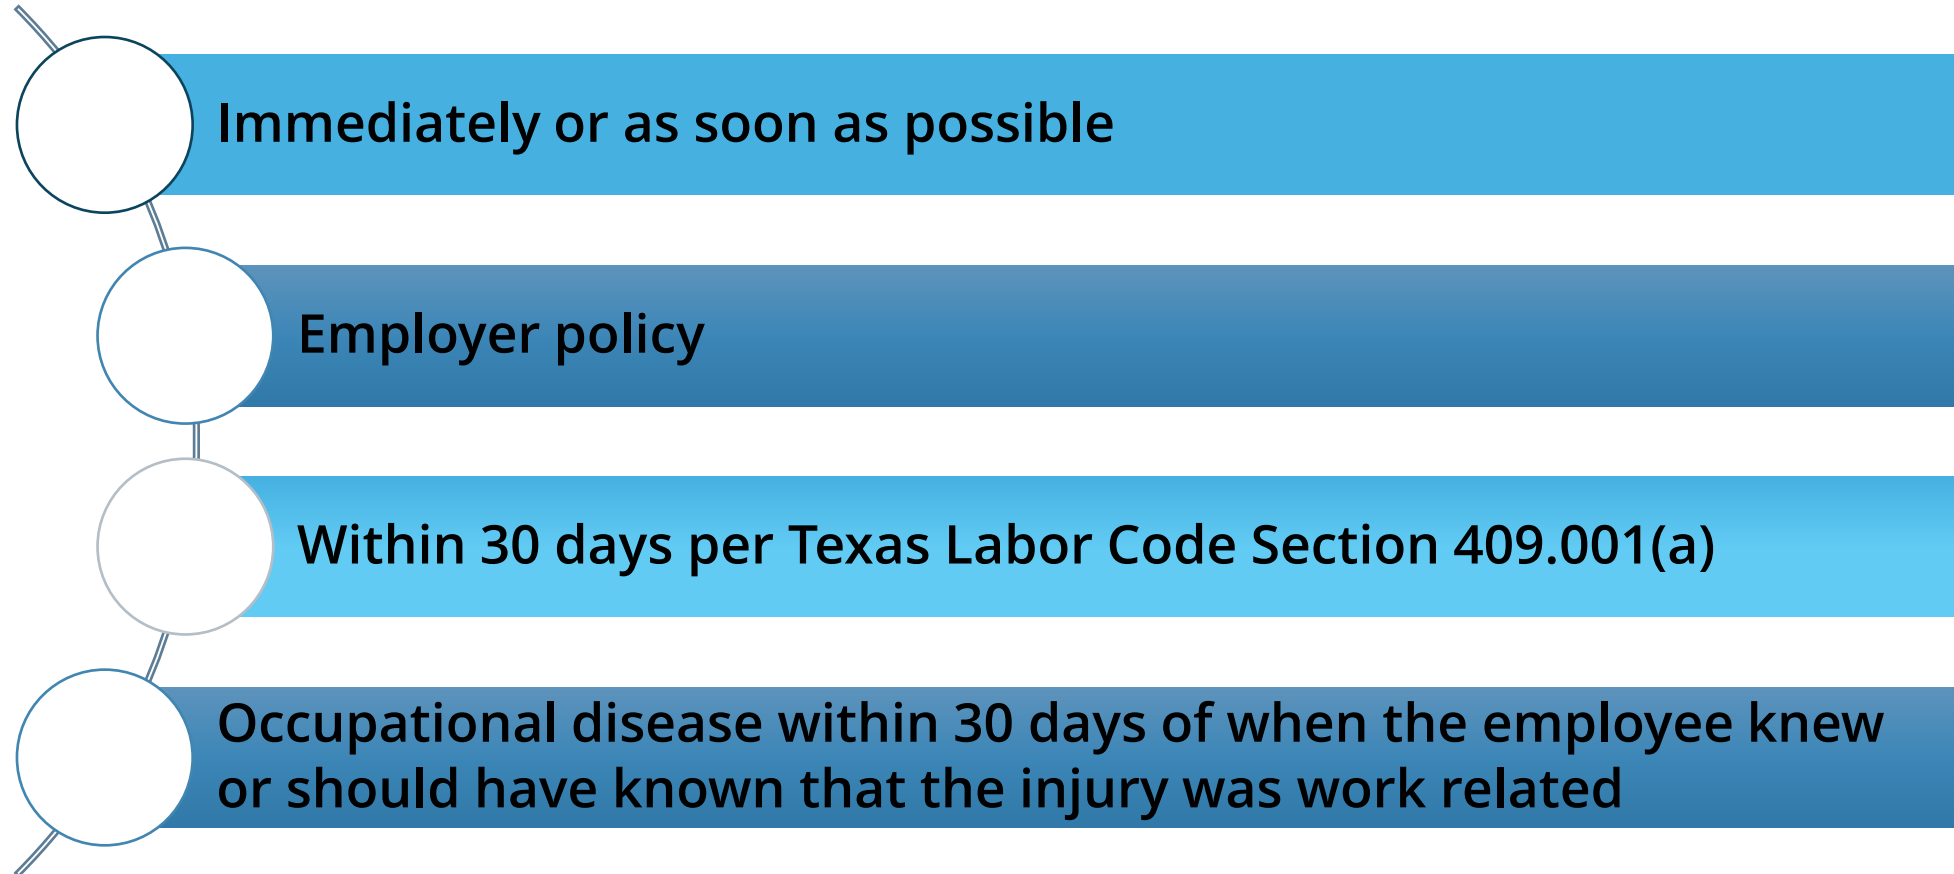 Immediately or as soon as possible
Employer policy
Within 30 days per Texas Labor Code Section 409.001(a)
Occupational disease within 30 days of when the employee knew
or should have known that the injury was work related